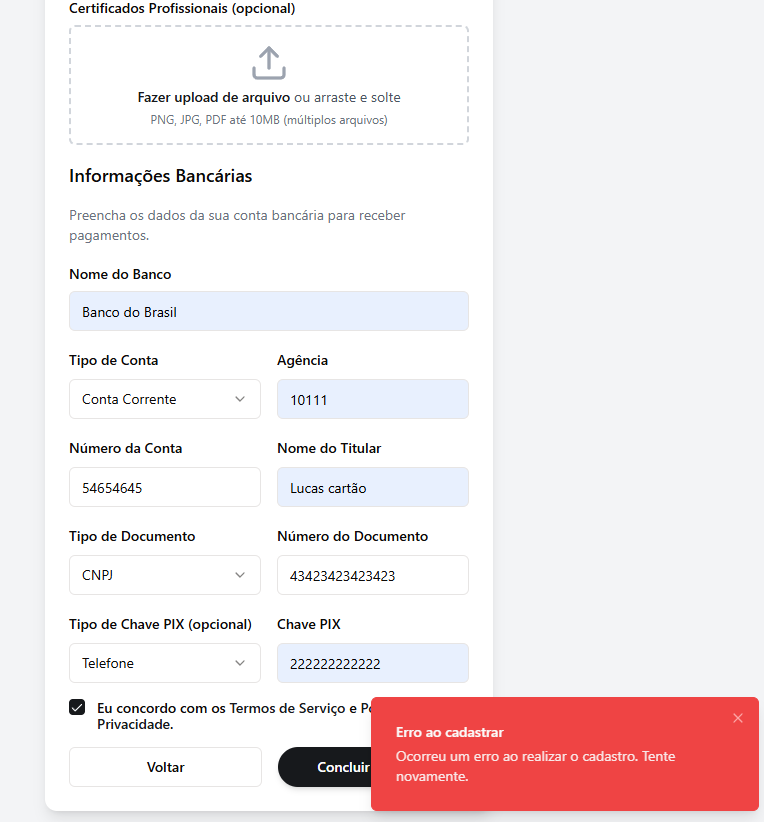 Certificados Profissionais (opcional)
Fazer upload de arquivo ou arraste e solte
PNG, JPG, PDF até 10MB (múltiplos arquivos)
Informações Bancárias
Preencha os dados da sua conta bancária para receber
pagamentos.
Nome do Banco
Banco do Brasil
Tipo de Conta Agência
Conta Corrente 10111
Número da Conta Nome do Titular
54654645 Lucas cartão
Tipo de Documento Número do Documento
CNPJ 43423423423423
Tipo de Chave PIX (opcional) Chave PIX
Telefone 222222222222
Eu concordo com os Termos de Serviço e
Privacidade.
Voltar Concluir
Erro ao cadastrar
Ocorreu um erro ao realizar o cadastro. Tente
novamente.